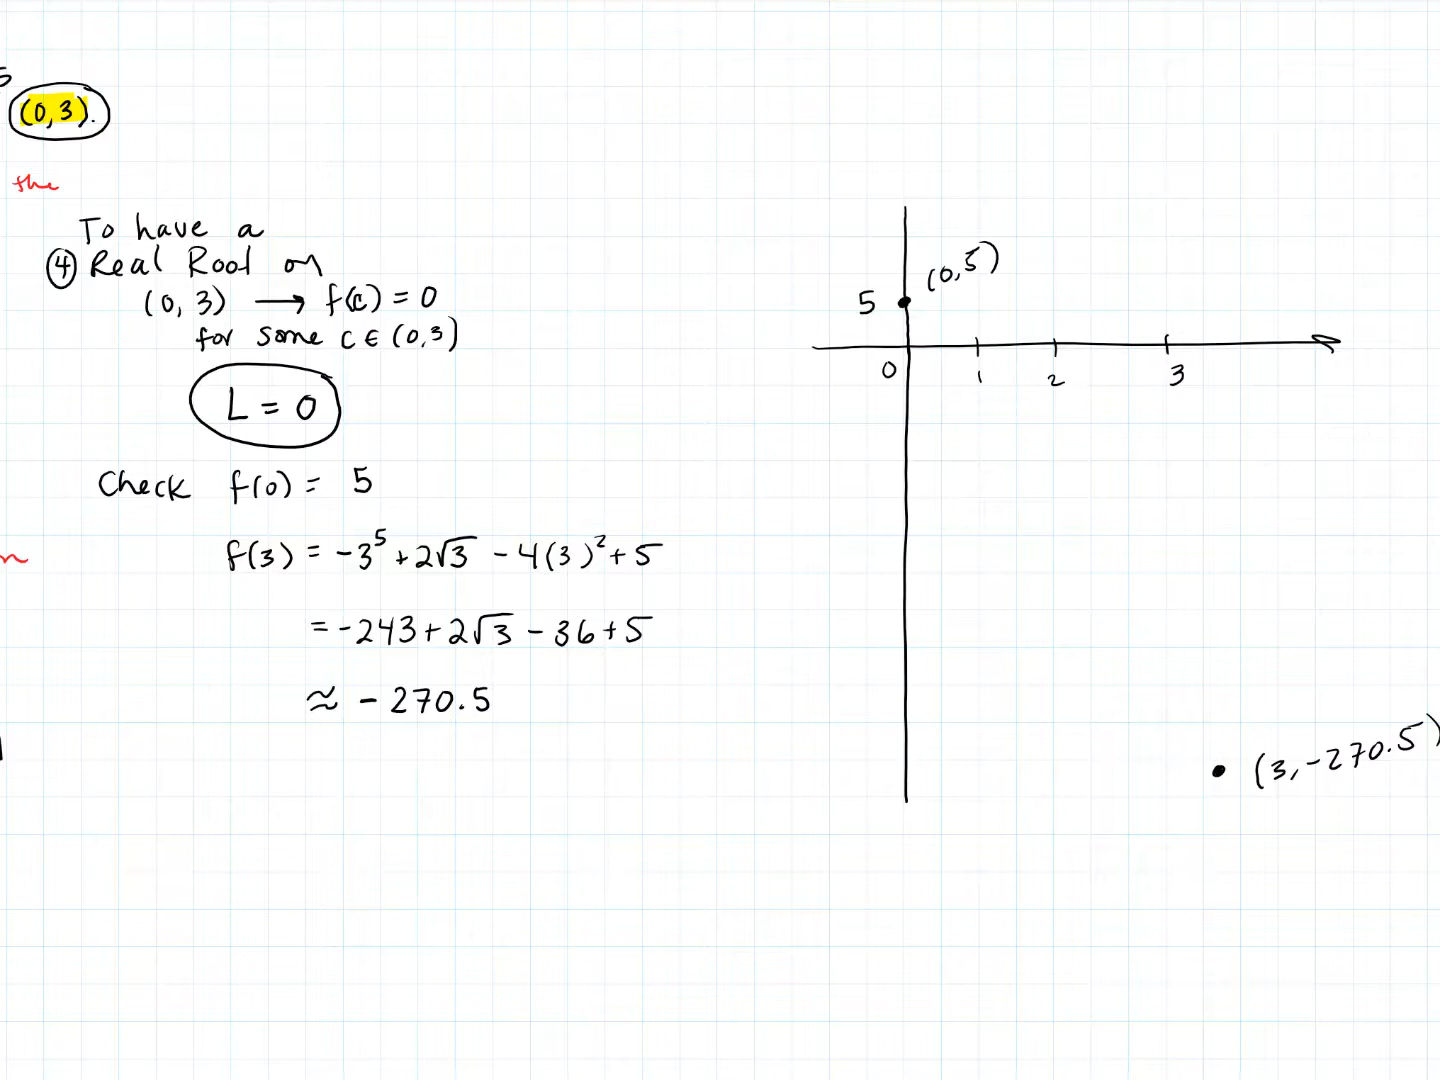 5
(0, 3).
the
To have a
④ Real Root on
(0, 3) → f(c) = 0
for some c ∈ (0,3)
L = 0
Check f(0) = 5
f(3) = -3⁵ + 2√3 - 4(3)² + 5
= -243 + 2√3 - 36 + 5
≈ -270.5
(0,5)
5
0 1 2 3
(3, -270.5)